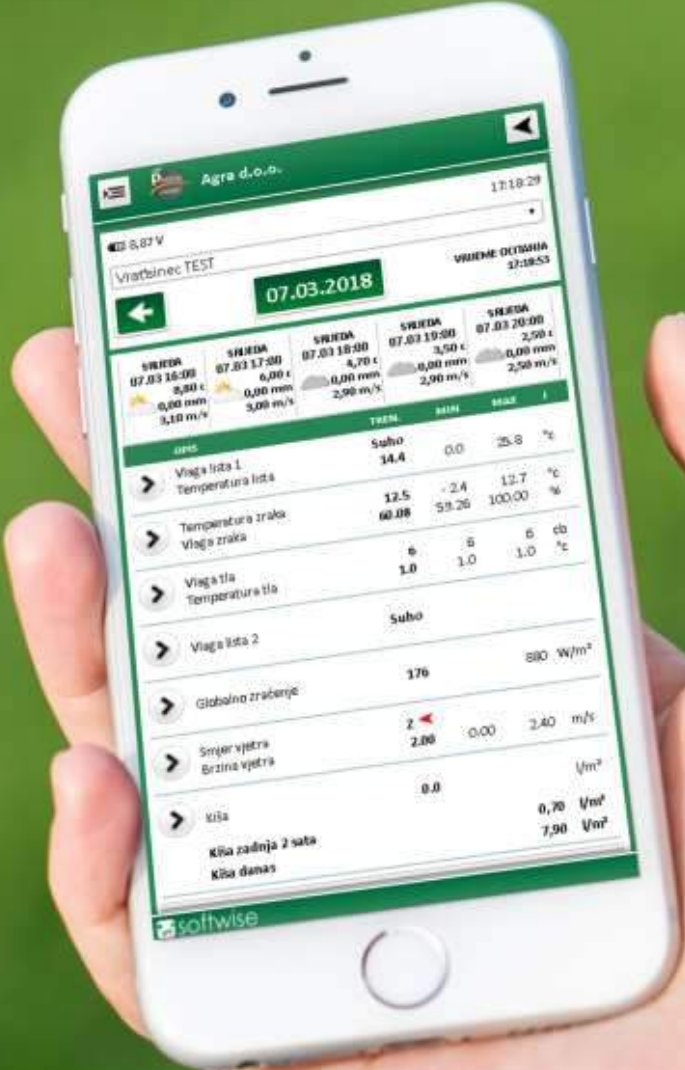 Agra d.o.o.
17:18:29
8,87 V
Vratisinec TEST
07.03.2018
VRIJEME OCITANJA
17:18:53
SRIJEDA
07.03 16:00
8,80 c
0,00 mm
3,10 m/s
SRIJEDA
07.03 17:00
6,00 c
0,00 mm
3,00 m/s
SRIJEDA
07.03 18:00
4,70 c
0,00 mm
2,90 m/s
SRIJEDA
07.03 19:00
3,50 c
0,00 mm
2,90 m/s
SRIJEDA
07.03 20:00
2,50 c
0,00 mm
2,50 m/s
OPIS TREN. MIN MAX J
Vlaga lista 1 Suho
Temperatura lista 14.4 0.0 25.8 °c
Temperatura zraka 12.5 - 2.4 12.7 °c
Vlaga zraka 60.08 59.26 100.00 %
Vlaga tla 6 6 6 cb
Temperatura tla 1.0 1.0 1.0 °c
Vlaga lista 2 Suho
Globalno zračenje 176 880 W/m²
Smjer vjetra Z
Brzina vjetra 2.00 0.00 2.40 m/s
Kiša 0.0 l/m²
Kiša zadnja 2 sata 0,70 l/m²
Kiša danas 7,90 l/m²
softwise